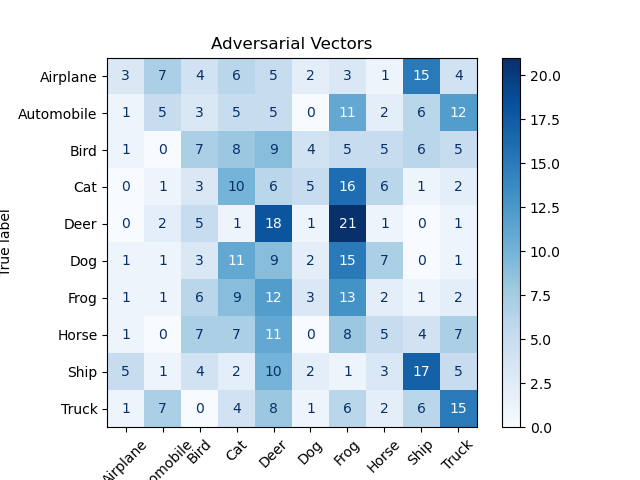 Adversarial Vectors
Airplane 3 7 4 6 5 2 3 1 15 4
Automobile 1 5 3 5 5 0 11 2 6 12
Bird 1 0 7 8 9 4 5 5 6 5
Cat 0 1 3 10 6 5 16 6 1 2
Deer 0 2 5 1 18 1 21 1 0 1
Dog 1 1 3 11 9 2 15 7 0 1
Frog 1 1 6 9 12 3 13 2 1 2
Horse 1 0 7 7 11 0 8 5 4 7
Ship 5 1 4 2 10 2 1 3 17 5
Truck 1 7 0 4 8 1 6 2 6 15
True label
Airplane
omobile
Bird
Cat
Deer
Dog
Frog
Horse
Ship
Truck
20.0
17.5
15.0
12.5
10.0
7.5
5.0
2.5
0.0